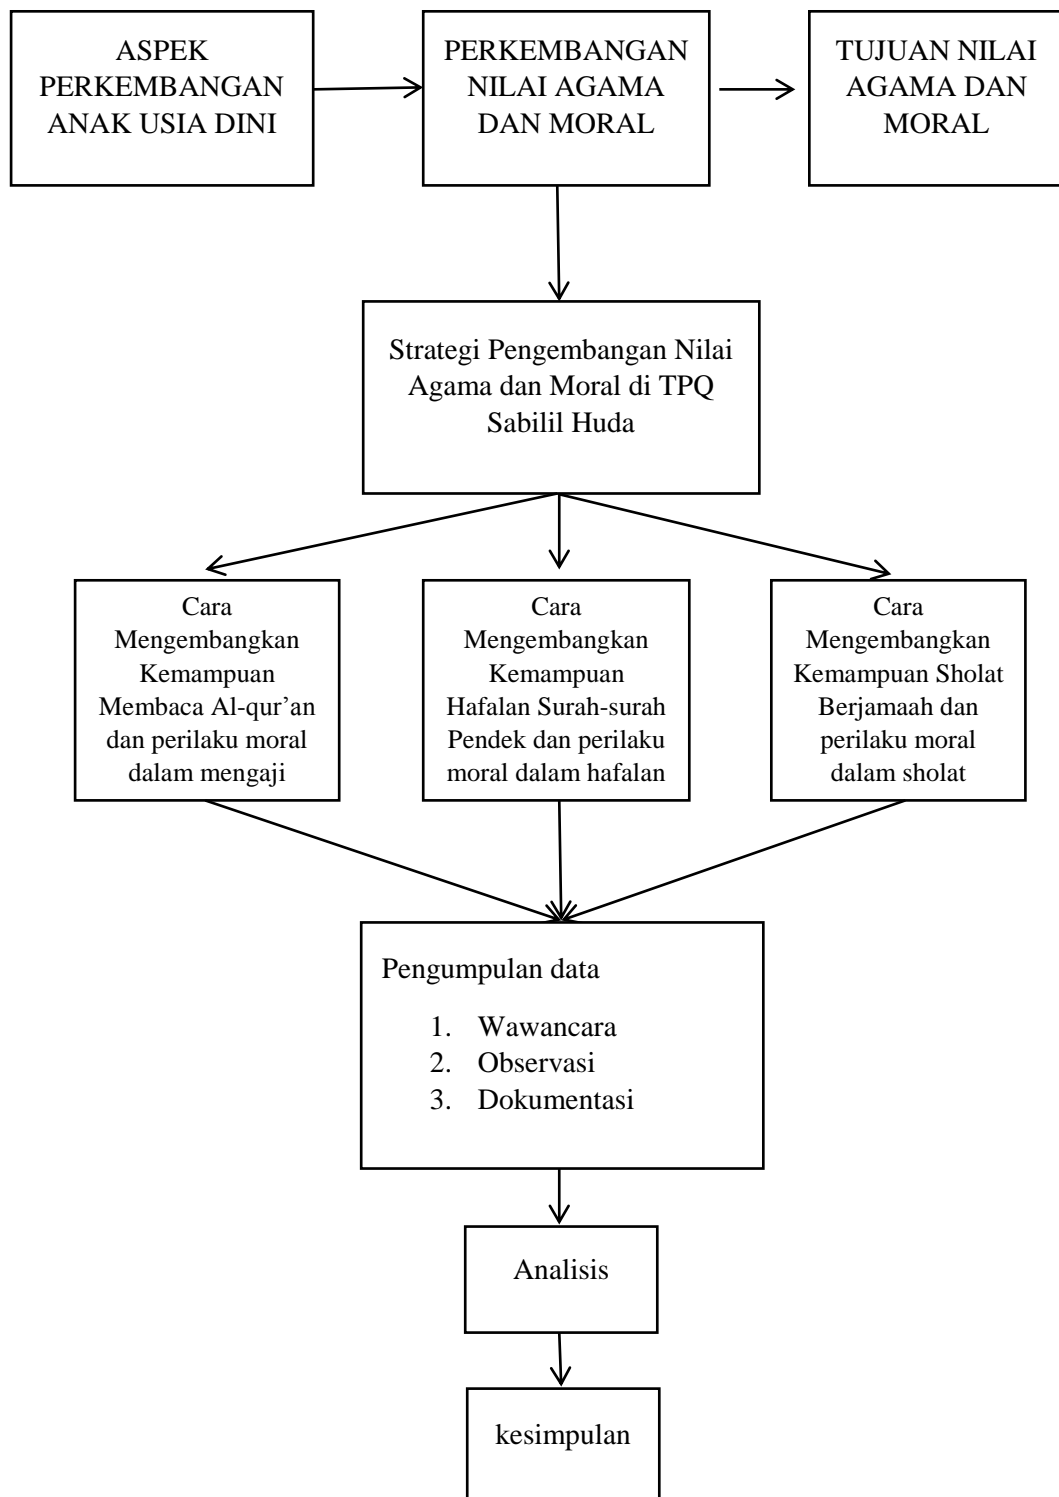 ASPEK
PERKEMBANGAN
ANAK USIA DINI
PERKEMBANGAN
NILAI AGAMA
DAN MORAL
TUJUAN NILAI
AGAMA DAN
MORAL
Strategi Pengembangan Nilai
Agama dan Moral di TPQ
Sabilil Huda
Cara
Mengembangkan
Kemampuan
Membaca Al-qur’an
dan perilaku moral
dalam mengaji
Cara
Mengembangkan
Kemampuan
Hafalan Surah-surah
Pendek dan perilaku
moral dalam hafalan
Cara
Mengembangkan
Kemampuan Sholat
Berjamaah dan
perilaku moral
dalam sholat
Pengumpulan data
1. Wawancara
2. Observasi
3. Dokumentasi
Analisis
kesimpulan